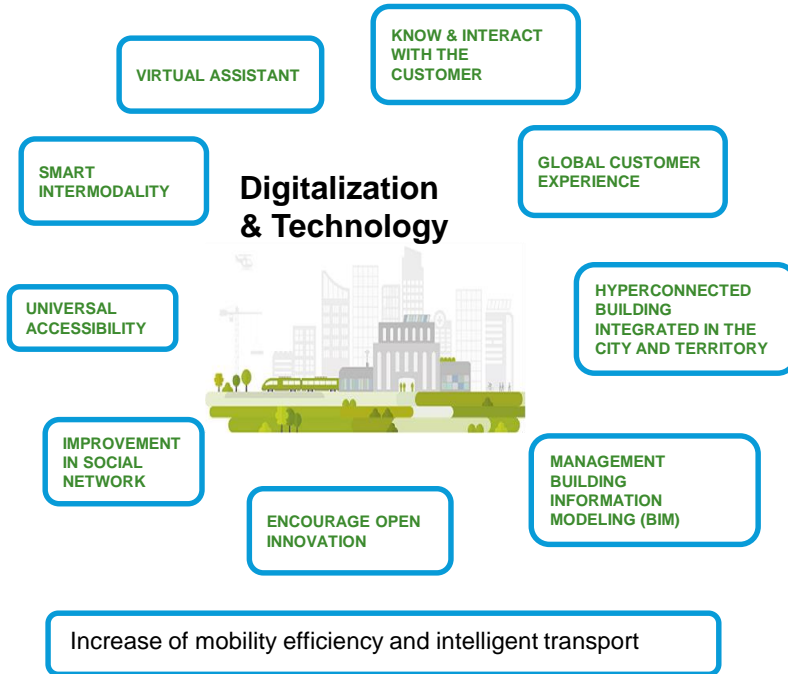 KNOW & INTERACT
WITH THE
CUSTOMER
VIRTUAL ASSISTANT
SMART
INTERMODALITY
GLOBAL CUSTOMER
EXPERIENCE
Digitalization
& Technology
UNIVERSAL
ACCESSIBILITY
HYPERCONNECTED
BUILDING
INTEGRATED IN THE
CITY AND TERRITORY
IMPROVEMENT
IN SOCIAL
NETWORK
MANAGEMENT
BUILDING
INFORMATION
MODELING (BIM)
ENCOURAGE OPEN
INNOVATION
Increase of mobility efficiency and intelligent transport